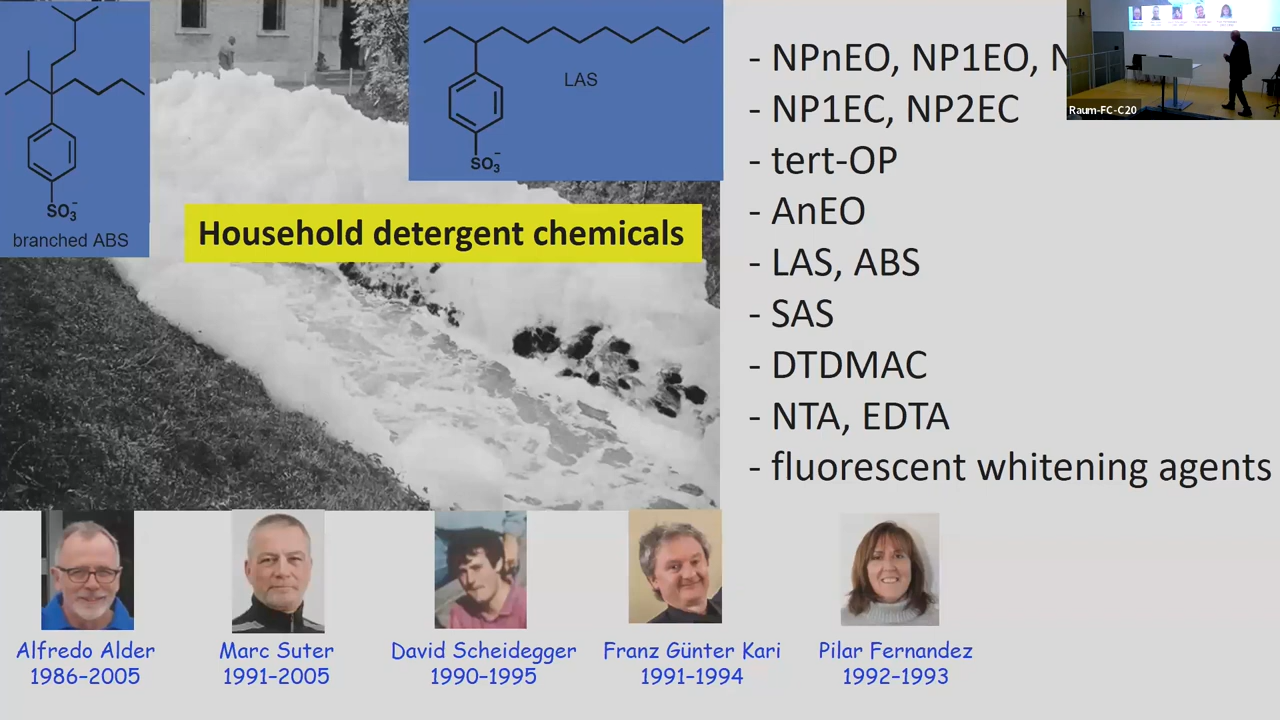 SO3-
branched ABS
LAS
SO3-
Household detergent chemicals
- NPnEO, NP1EO,
- NP1EC, NP2EC
- tert-OP
- AnEO
- LAS, ABS
- SAS
- DTDMAC
- NTA, EDTA
- fluorescent whitening agents
Raum-FC-C20
Alfredo Alder
1986–2005
Marc Suter
1991–2005
David Scheidegger
1990–1995
Franz Günter Kari
1991–1994
Pilar Fernandez
1992–1993